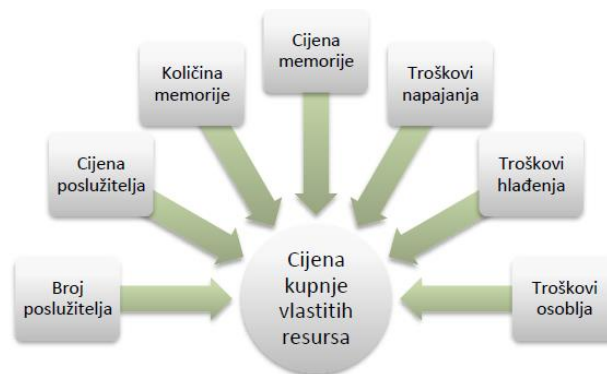 Cijena
memorije
Količina
memorije
Troškovi
napajanja
Cijena
poslužitelja
Troškovi
hlađenja
Broj
poslužitelja
Cijena
kupnje
vlastitih
resursa
Troškovi
osoblja